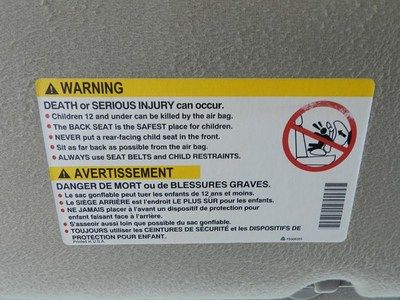 WARNING
DEATH or SERIOUS INJURY can occur.
• Children 12 and under can be killed by the air bag.
• The BACK SEAT is the SAFEST place for children.
• NEVER put a rear-facing child seat in the front.
• Sit as far back as possible from the air bag.
• ALWAYS use SEAT BELTS and CHILD RESTRAINTS.
AVERTISSEMENT
DANGER DE MORT ou de BLESSURES GRAVES.
• Le sac gonflable peut tuer les enfants de 12 ans et moins.
• Le SIÈGE ARRIÈRE est l'endroit LE PLUS SUR pour les enfants.
• NE JAMAIS placer à l'avant un dispositif de protection pour
enfant faisant face à l'arrière.
• S'asseoir aussi loin que possible du sac gonflable.
• TOUJOURS utiliser les CEINTURES DE SÉCURITÉ et les DISPOSITIFS DE
PROTECTION POUR ENFANT.
Printed in U.S.A.